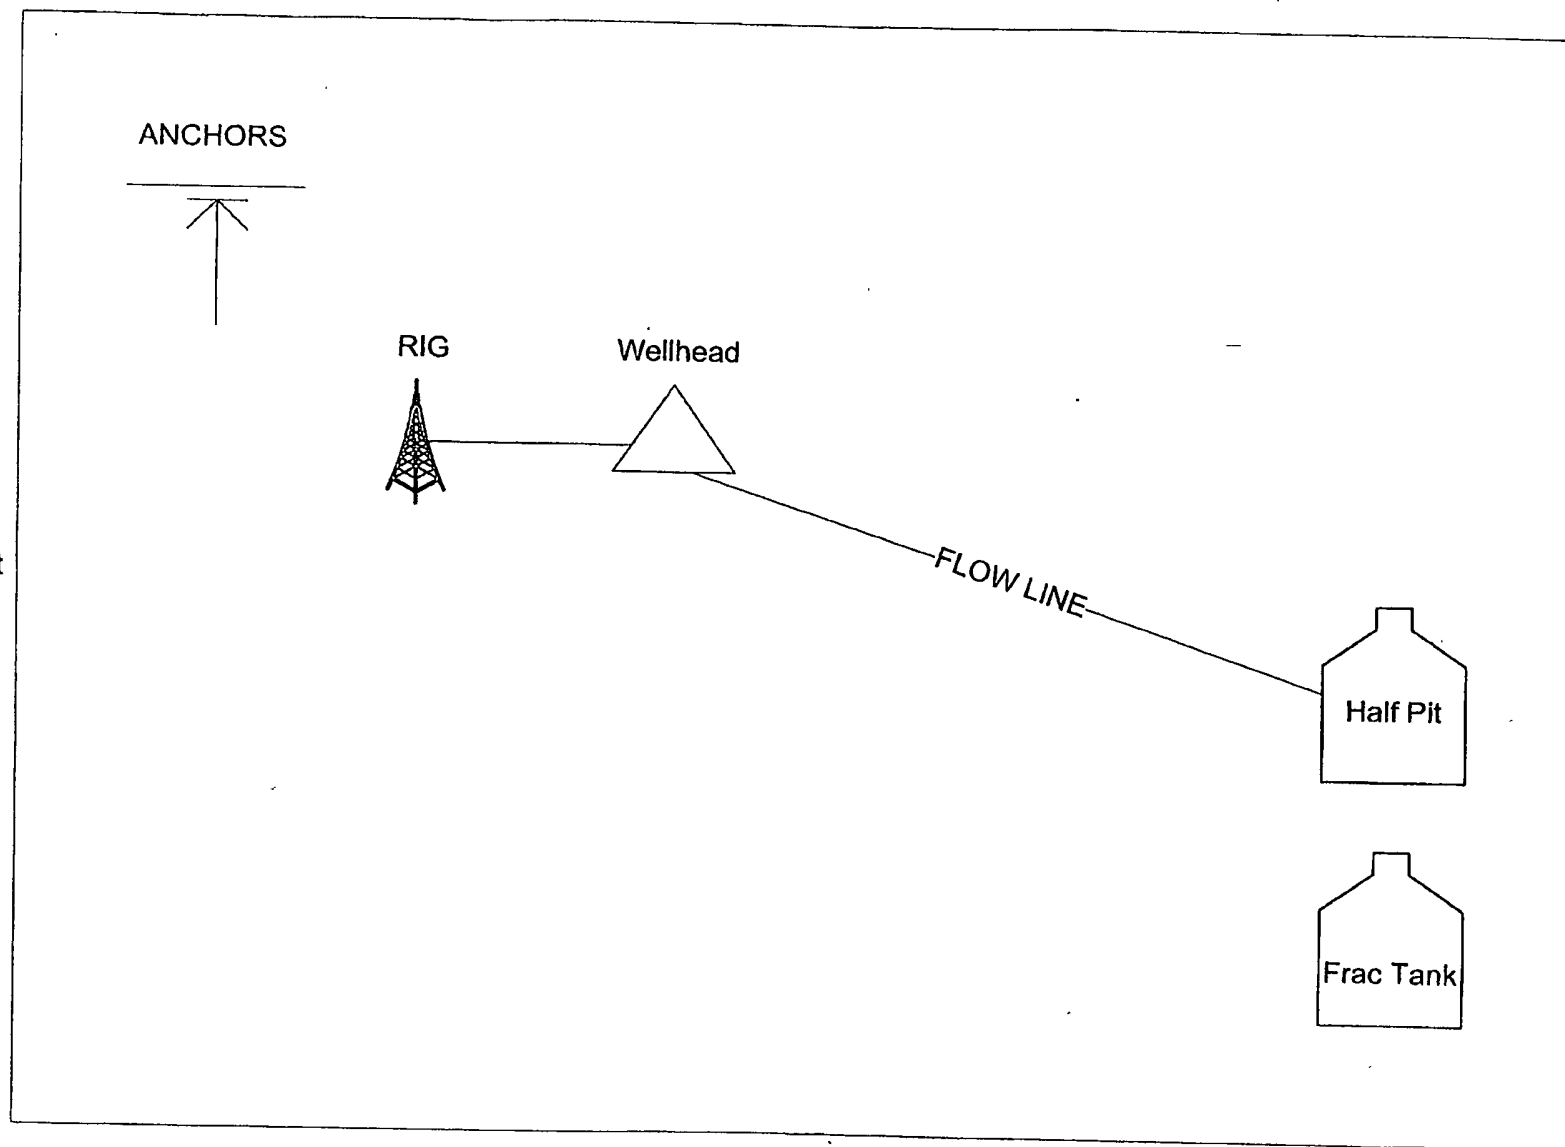 ANCHORS
RIG
Wellhead
FLOW LINE
Half Pit
Frac Tank